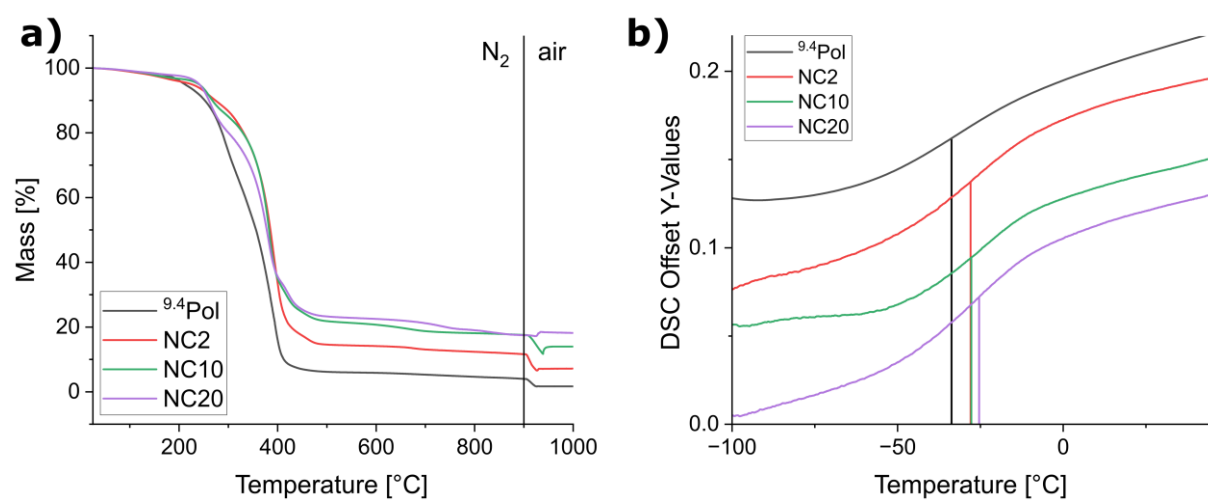 a)
N₂ air
100
80
60
40
20
0
Mass [%]
⁹·⁴Pol
NC2
NC10
NC20
200 400 600 800 1000
Temperature [°C]
b)
⁹·⁴Pol
NC2
NC10
NC20
0.2
0.1
0.0
DSC Offset Y-Values
−100 −50 0
Temperature [°C]